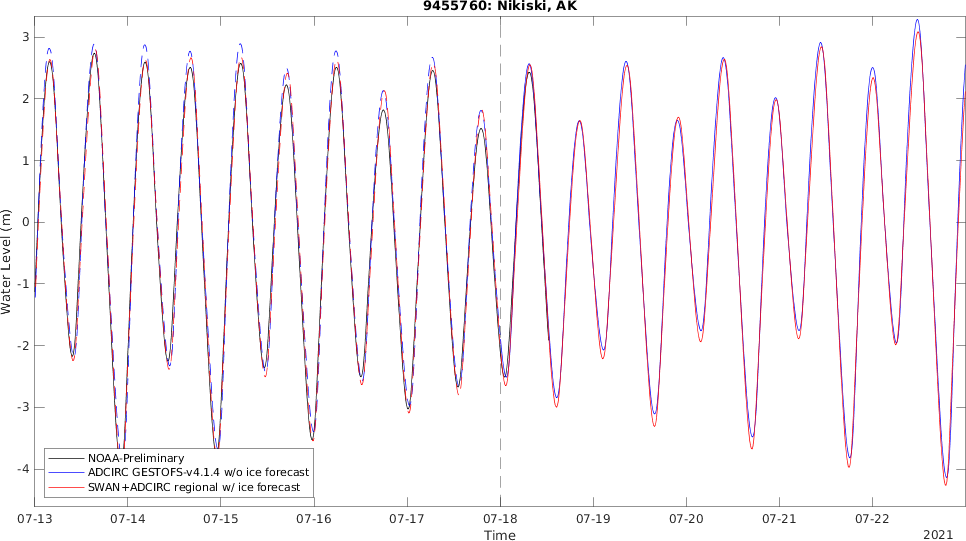 9455760: Nikiski, AK
Water Level (m)
3
2
1
0
-1
-2
-3
-4
NOAA-Preliminary
ADCIRC GESTOFS-v4.1.4 w/o ice forecast
SWAN+ADCIRC regional w/ ice forecast
07-13 07-14 07-15 07-16 07-17 07-18 07-19 07-20 07-21 07-22
Time
2021